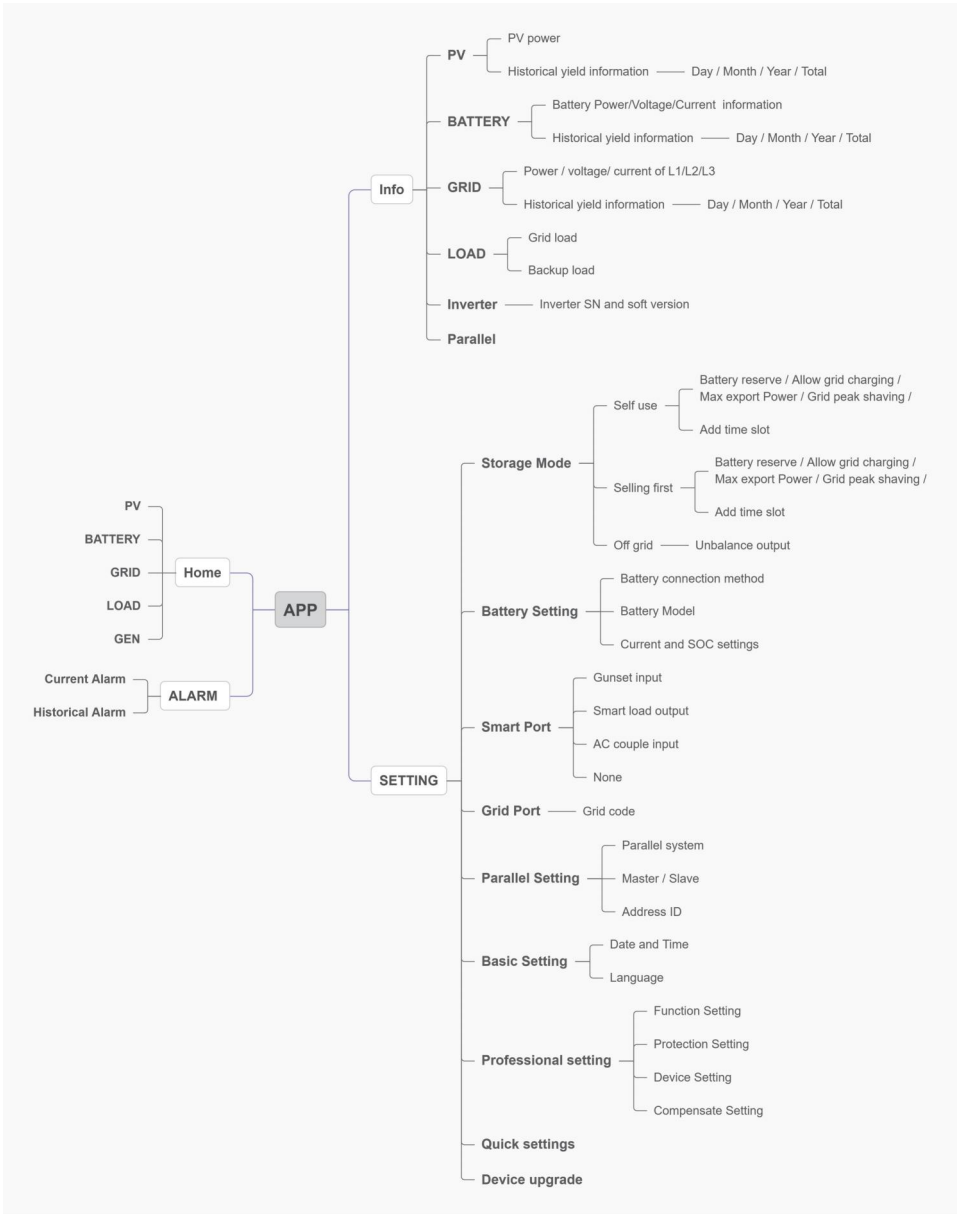 PV
PV power
Historical yield information
Day / Month / Year / Total
BATTERY
Battery Power/Voltage/Current information
Historical yield information
Day / Month / Year / Total
Info
GRID
Power / voltage/ current of L1/L2/L3
Historical yield information
Day / Month / Year / Total
LOAD
Grid load
Backup load
Inverter
Inverter SN and soft version
Parallel
APP
Home
PV
BATTERY
GRID
LOAD
GEN
ALARM
Current Alarm
Historical Alarm
SETTING
Storage Mode
Self use
Battery reserve / Allow grid charging /
Max export Power / Grid peak shaving /
Add time slot
Selling first
Battery reserve / Allow grid charging /
Max export Power / Grid peak shaving /
Add time slot
Off grid
Unbalance output
Battery Setting
Battery connection method
Battery Model
Current and SOC settings
Smart Port
Gunset input
Smart load output
AC couple input
None
Grid Port
Grid code
Parallel Setting
Parallel system
Master / Slave
Address ID
Basic Setting
Date and Time
Language
Professional setting
Function Setting
Protection Setting
Device Setting
Compensate Setting
Quick settings
Device upgrade